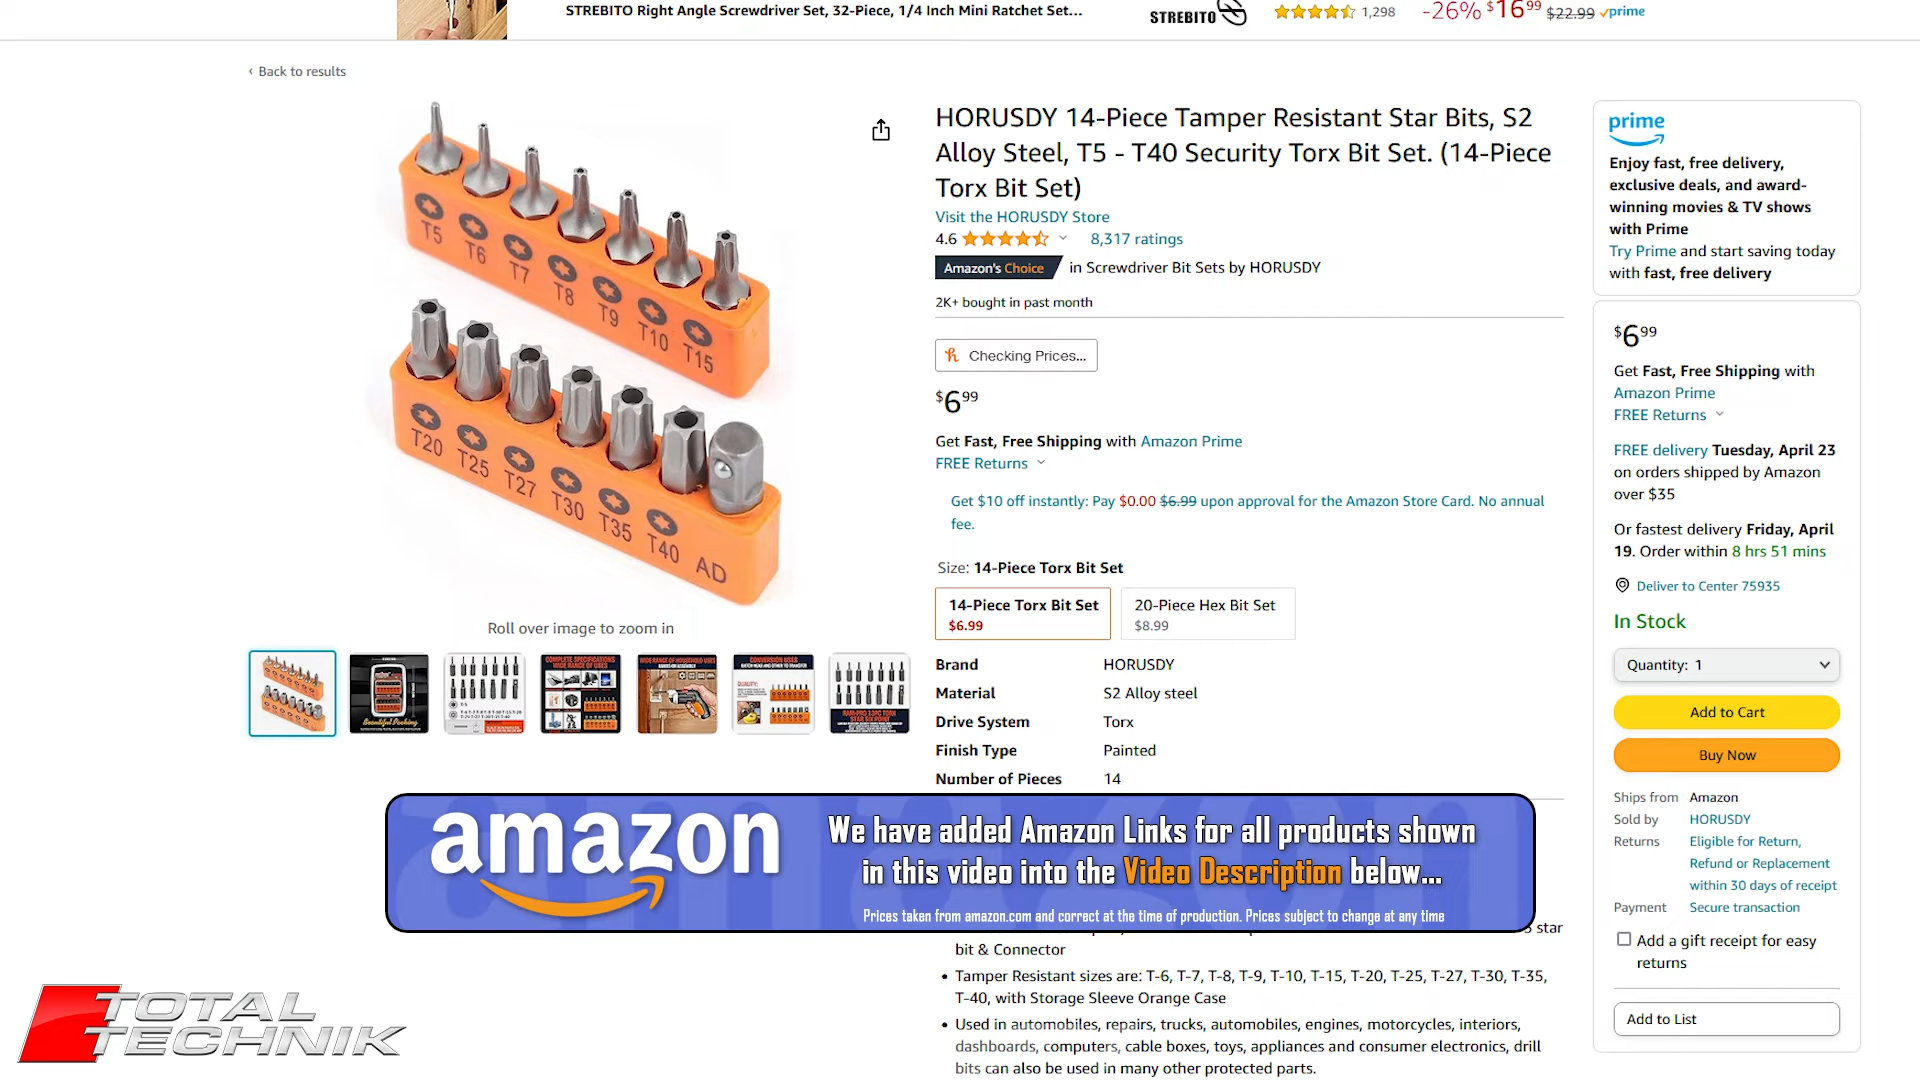 STREBITO Right Angle Screwdriver Set, 32-Piece, 1/4 Inch Mini Ratchet Set...
STREBITO
1,298
-26% $16.99 $22.99 prime
‹ Back to results
T5 T6 T7 T8 T9 T10 T15
T20 T25 T27 T30 T35 T40 AD
Roll over image to zoom in
COMPLETE SPECIFICATIONS
WIDE RANGE OF USES
WIDE RANGE OF HOUSEHOLD USES
Beautiful Packing
HORUSDY 14-Piece Tamper Resistant Star Bits, S2
Alloy Steel, T5 - T40 Security Torx Bit Set. (14-Piece
Torx Bit Set)
Visit the HORUSDY Store
4.6 8,317 ratings
Amazon's Choice in Screwdriver Bit Sets by HORUSDY
2K+ bought in past month
Checking Prices...
$6.99
Get Fast, Free Shipping with Amazon Prime
FREE Returns
Get $10 off instantly: Pay $0.00 $6.99 upon approval for the Amazon Store Card. No annual
fee.
Size: 14-Piece Torx Bit Set
14-Piece Torx Bit Set
$6.99
20-Piece Hex Bit Set
$8.99
Brand HORUSDY
Material S2 Alloy steel
Drive System Torx
Finish Type Painted
Number of Pieces 14
amazon
We have added Amazon Links for all products shown
in this video into the Video Description below...
Prices taken from amazon.com and correct at the time of production. Prices subject to change at any time
star
bit & Connector
• Tamper Resistant sizes are: T-6, T-7, T-8, T-9, T-10, T-15, T-20, T-25, T-27, T-30, T-35,
T-40, with Storage Sleeve Orange Case
• Used in automobiles, repairs, trucks, automobiles, engines, motorcycles, interiors,
dashboards, computers, cable boxes, toys, appliances and consumer electronics, drill
bits can also be used in many other protected parts.
prime
Enjoy fast, free delivery,
exclusive deals, and award-
winning movies & TV shows
with Prime
Try Prime and start saving today
with fast, free delivery
$6.99
Get Fast, Free Shipping with
Amazon Prime
FREE Returns
FREE delivery Tuesday, April 23
on orders shipped by Amazon
over $35
Or fastest delivery Friday, April
19. Order within 8 hrs 51 mins
Deliver to Center 75935
In Stock
Quantity: 1
Add to Cart
Buy Now
Ships from Amazon
Sold by HORUSDY
Returns Eligible for Return,
Refund or Replacement
within 30 days of receipt
Payment Secure transaction
Add a gift receipt for easy
returns
Add to List
TOTAL
TECHNIK